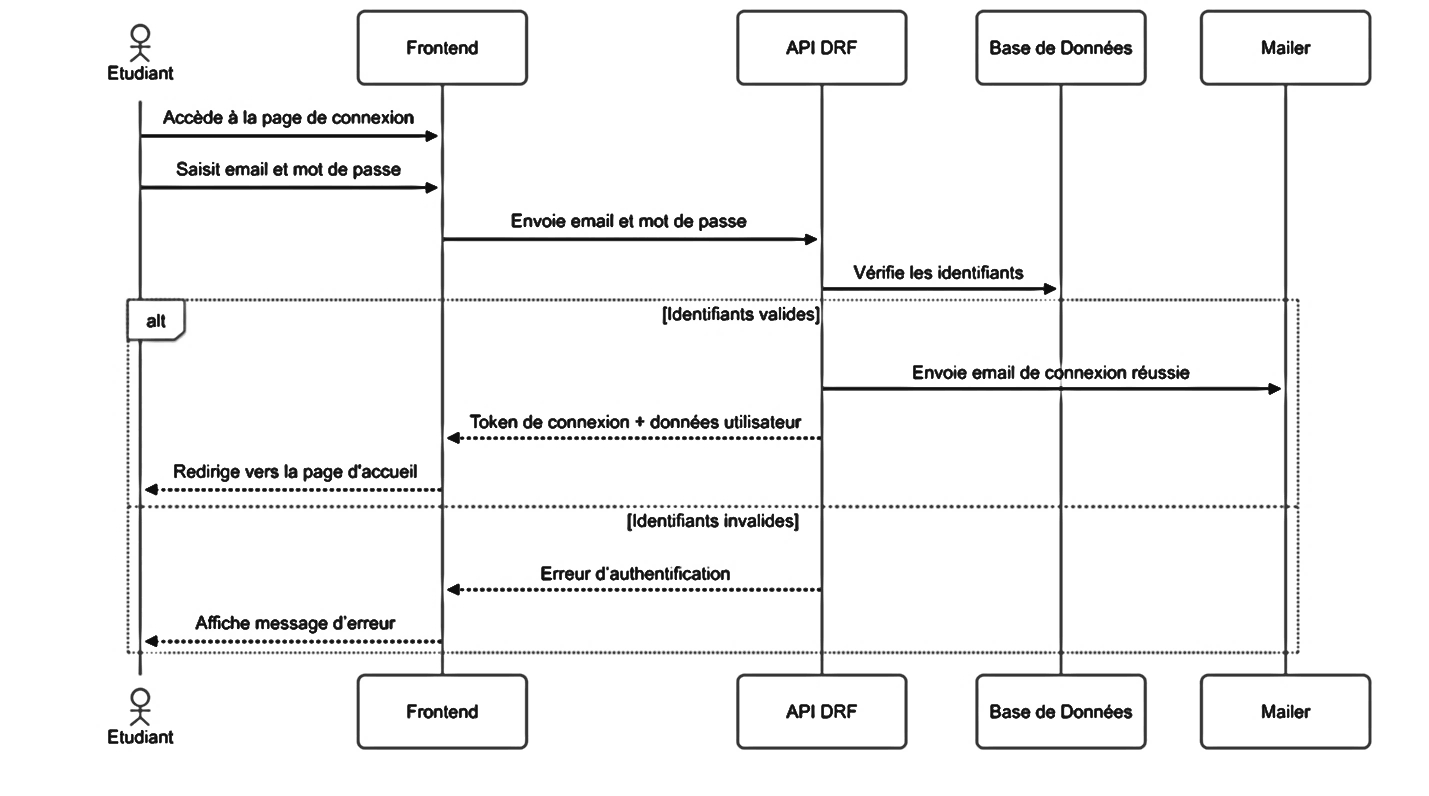 Etudiant
Frontend
API DRF
Base de Données
Mailer
Accède à la page de connexion
Saisit email et mot de passe
Envoie email et mot de passe
Vérifie les identifiants
alt
[Identifiants valides]
Envoie email de connexion réussie
Token de connexion + données utilisateur
Redirige vers la page d'accueil
[Identifiants invalides]
Erreur d'authentification
Affiche message d'erreur
Etudiant
Frontend
API DRF
Base de Données
Mailer